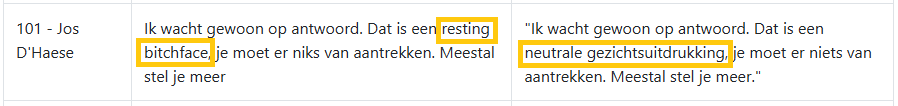 101 - Jos
D'Haese
Ik wacht gewoon op antwoord. Dat is een resting
bitchface, je moet er niks van aantrekken. Meestal
stel je meer
"Ik wacht gewoon op antwoord. Dat is een
neutrale gezichtsuitdrukking, je moet er niets van
aantrekken. Meestal stel je meer."